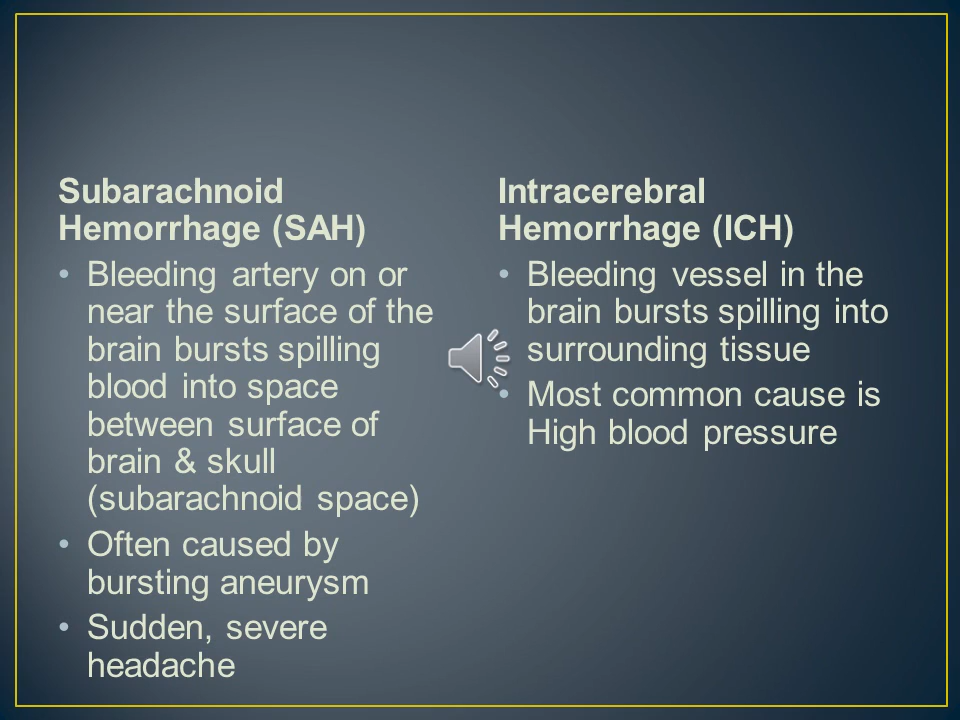 Subarachnoid
Hemorrhage (SAH)
• Bleeding artery on or
near the surface of the
brain bursts spilling
blood into space
between surface of
brain & skull
(subarachnoid space)
• Often caused by
bursting aneurysm
• Sudden, severe
headache
Intracerebral
Hemorrhage (ICH)
• Bleeding vessel in the
brain bursts spilling into
surrounding tissue
• Most common cause is
High blood pressure